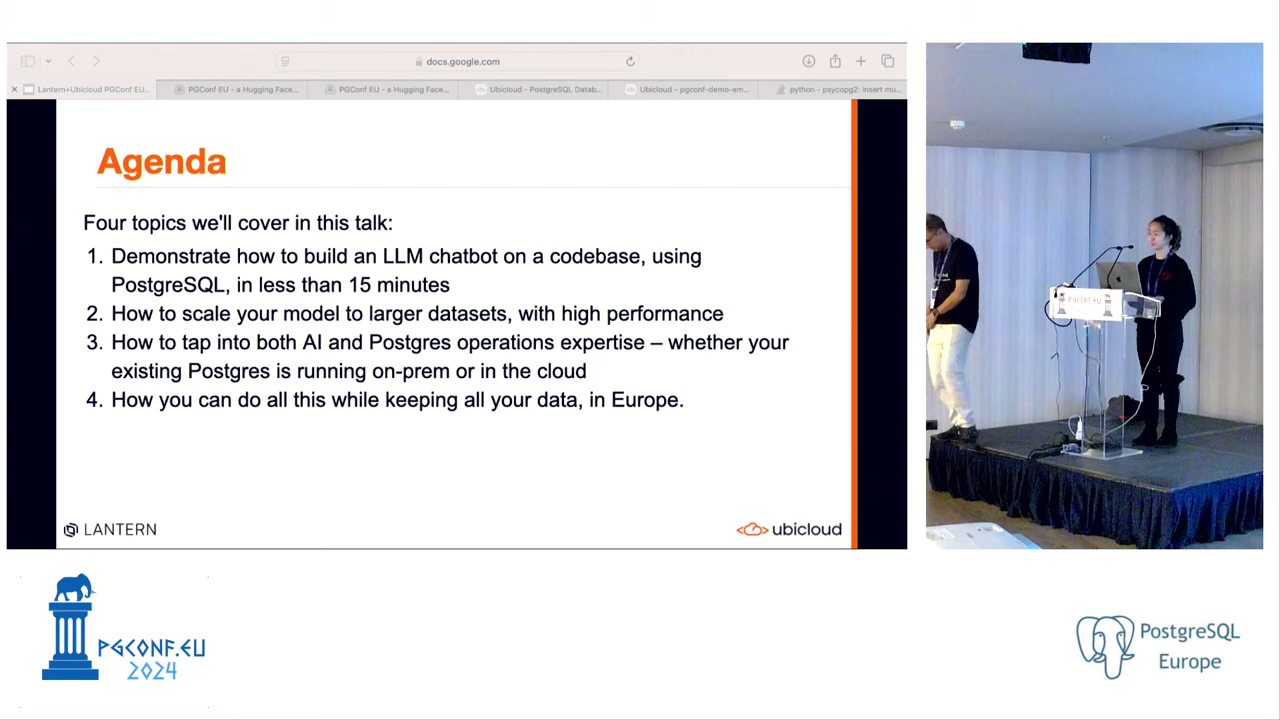 docs.google.com
Lantern+Ubicloud PGConf EU...
PGConf EU - a Hugging Face...
PGConf EU - a Hugging Face...
Ubicloud - PostgreSQL Datab...
Ubicloud - pgconf-demo-em...
python - psycopg2: insert mu...
Agenda
Four topics we'll cover in this talk:
1. Demonstrate how to build an LLM chatbot on a codebase, using
PostgreSQL, in less than 15 minutes
2. How to scale your model to larger datasets, with high performance
3. How to tap into both AI and Postgres operations expertise – whether your
existing Postgres is running on-prem or in the cloud
4. How you can do all this while keeping all your data, in Europe.
LANTERN
ubicloud
PGCONF.EU
PGCONF.EU
2024
PostgreSQL
Europe